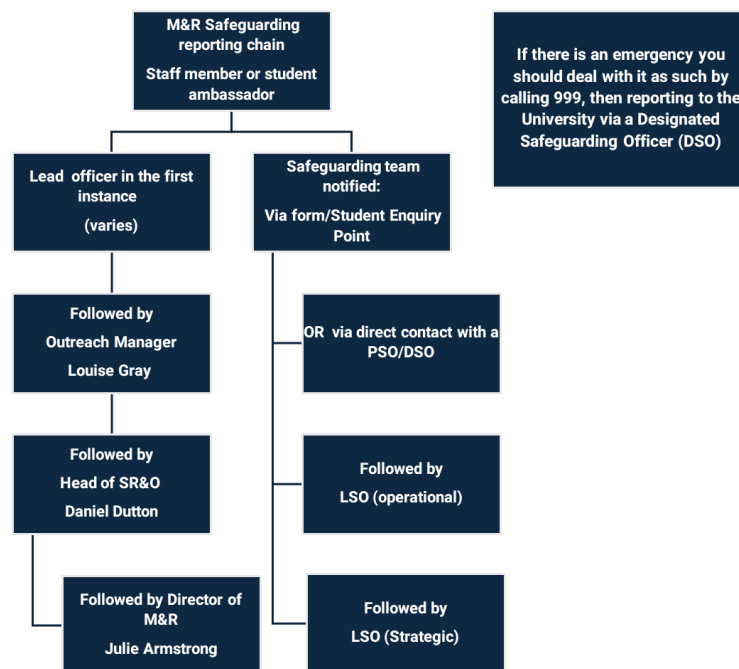 M&R Safeguarding
reporting chain
Staff member or student
ambassador
If there is an emergency you
should deal with it as such by
calling 999, then reporting to the
University via a Designated
Safeguarding Officer (DSO)
Lead officer in the first
instance
(varies)
Safeguarding team
notified:
Via form/Student Enquiry
Point
Followed by
Outreach Manager
Louise Gray
OR via direct contact with a
PSO/DSO
Followed by
Head of SR&O
Daniel Dutton
Followed by
LSO (operational)
Followed by Director of
M&R
Julie Armstrong
Followed by
LSO (Strategic)